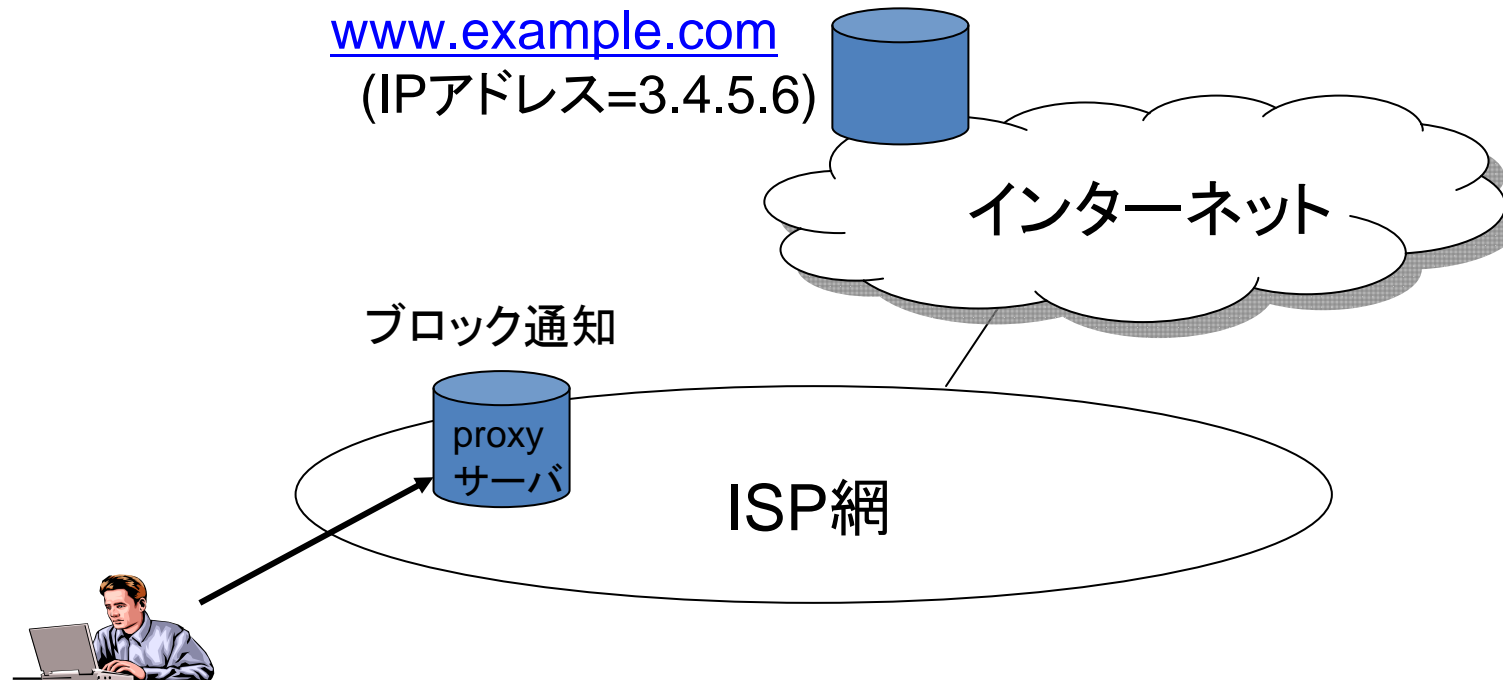 www.example.com
(IPアドレス=3.4.5.6)
インターネット
ブロック通知
proxy
サーバ
ISP網